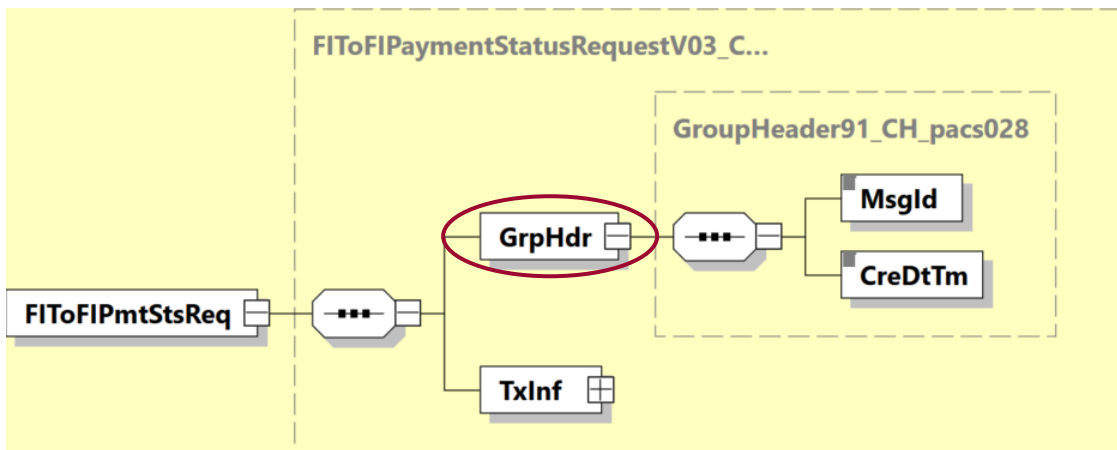 FIToFIPaymentStatusRequestV03_C...
GroupHeader91_CH_pacs028
MsgId
GrpHdr
CreDtTm
FIToFIPmtStsReq
TxInf